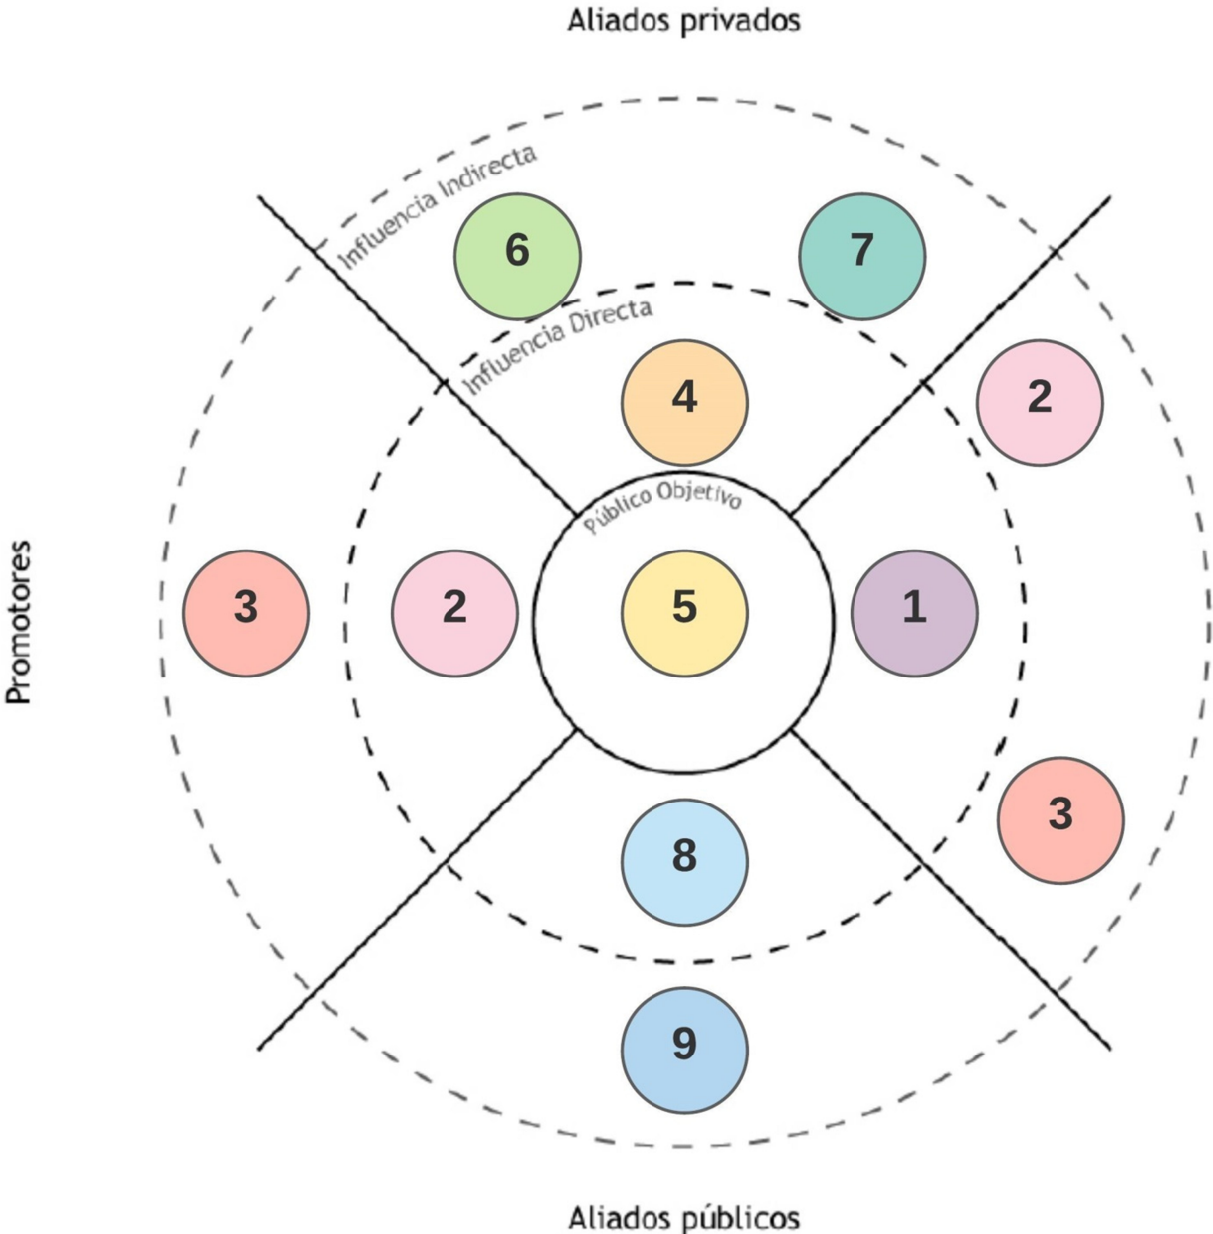 Aliados privados
Influencia Indirecta
6
7
Influencia Directa
4
2
Público Objetivo
Promotores
3
2
5
1
8
3
9
Aliados públicos